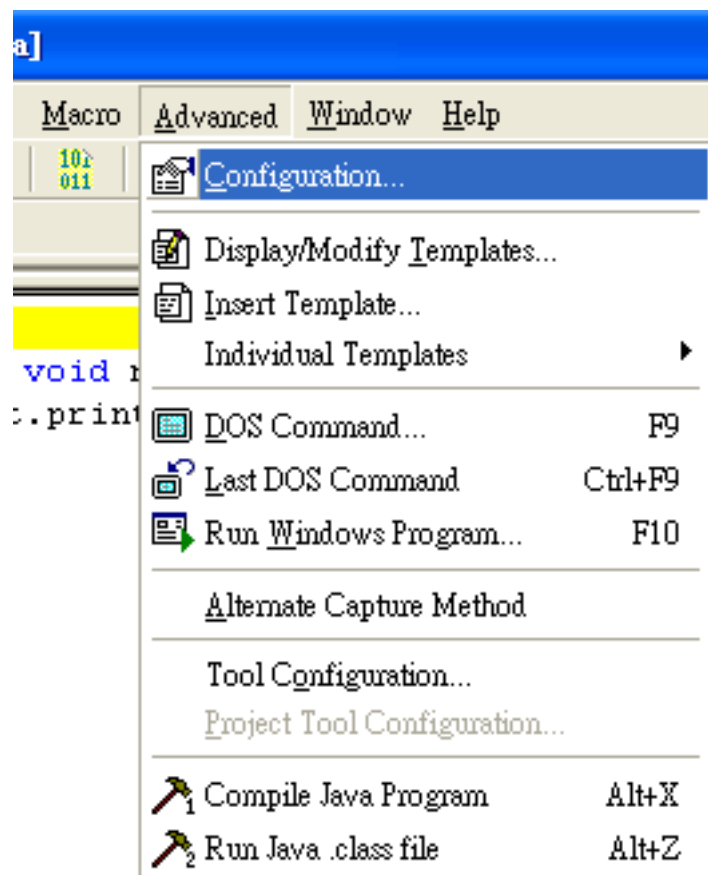 a]
Macro Advanced Window Help
101
011
Configuration...
Display/Modify Templates...
Insert Template...
Individual Templates
void
t.print
DOS Command... F9
Last DOS Command Ctrl+F9
Run Windows Program... F10
Alternate Capture Method
Tool Configuration...
Project Tool Configuration...
1 Compile Java Program Alt+X
2 Run Java .class file Alt+Z